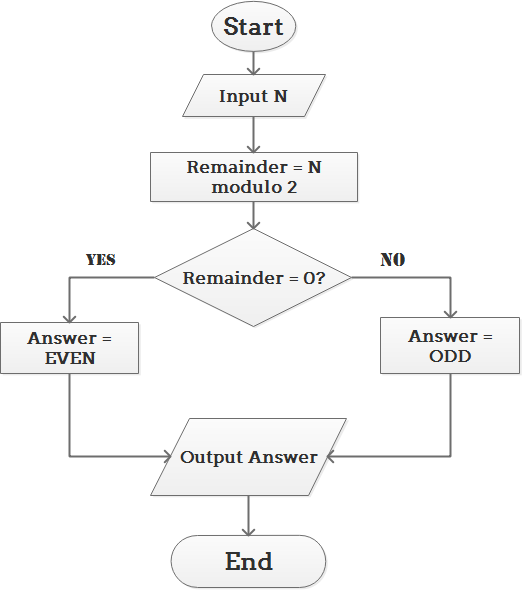 Start
Input N
Remainder = N
modulo 2
YES
NO
Remainder = 0?
Answer =
EVEN
Answer =
ODD
Output Answer
End